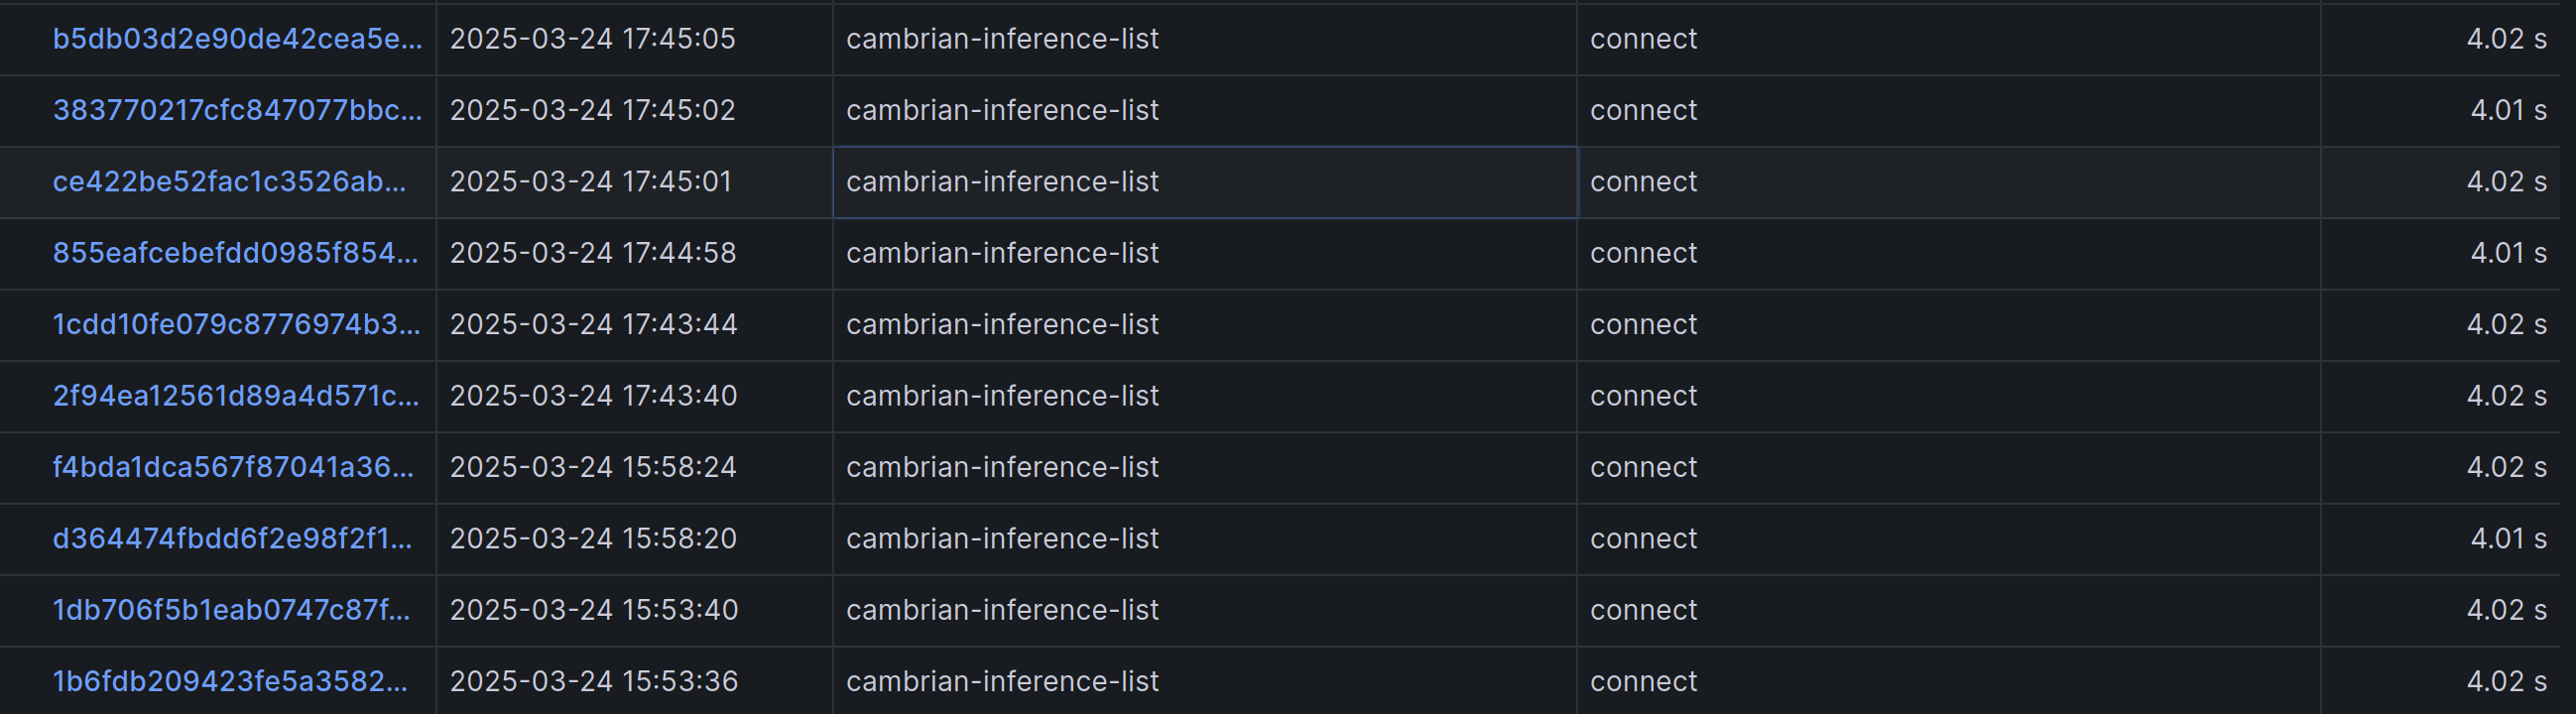 b5db03d2e90de42cea5e... 2025-03-24 17:45:05 cambrian-inference-list connect 4.02 s
383770217cfc847077bbc... 2025-03-24 17:45:02 cambrian-inference-list connect 4.01 s
ce422be52fac1c3526ab... 2025-03-24 17:45:01 cambrian-inference-list connect 4.02 s
855eafcebefdd0985f854... 2025-03-24 17:44:58 cambrian-inference-list connect 4.01 s
1cdd10fe079c8776974b3... 2025-03-24 17:43:44 cambrian-inference-list connect 4.02 s
2f94ea12561d89a4d571c... 2025-03-24 17:43:40 cambrian-inference-list connect 4.02 s
f4bda1dca567f87041a36... 2025-03-24 15:58:24 cambrian-inference-list connect 4.02 s
d364474fbdd6f2e98f2f1... 2025-03-24 15:58:20 cambrian-inference-list connect 4.01 s
1db706f5b1eab0747c87f... 2025-03-24 15:53:40 cambrian-inference-list connect 4.02 s
1b6fdb209423fe5a3582... 2025-03-24 15:53:36 cambrian-inference-list connect 4.02 s